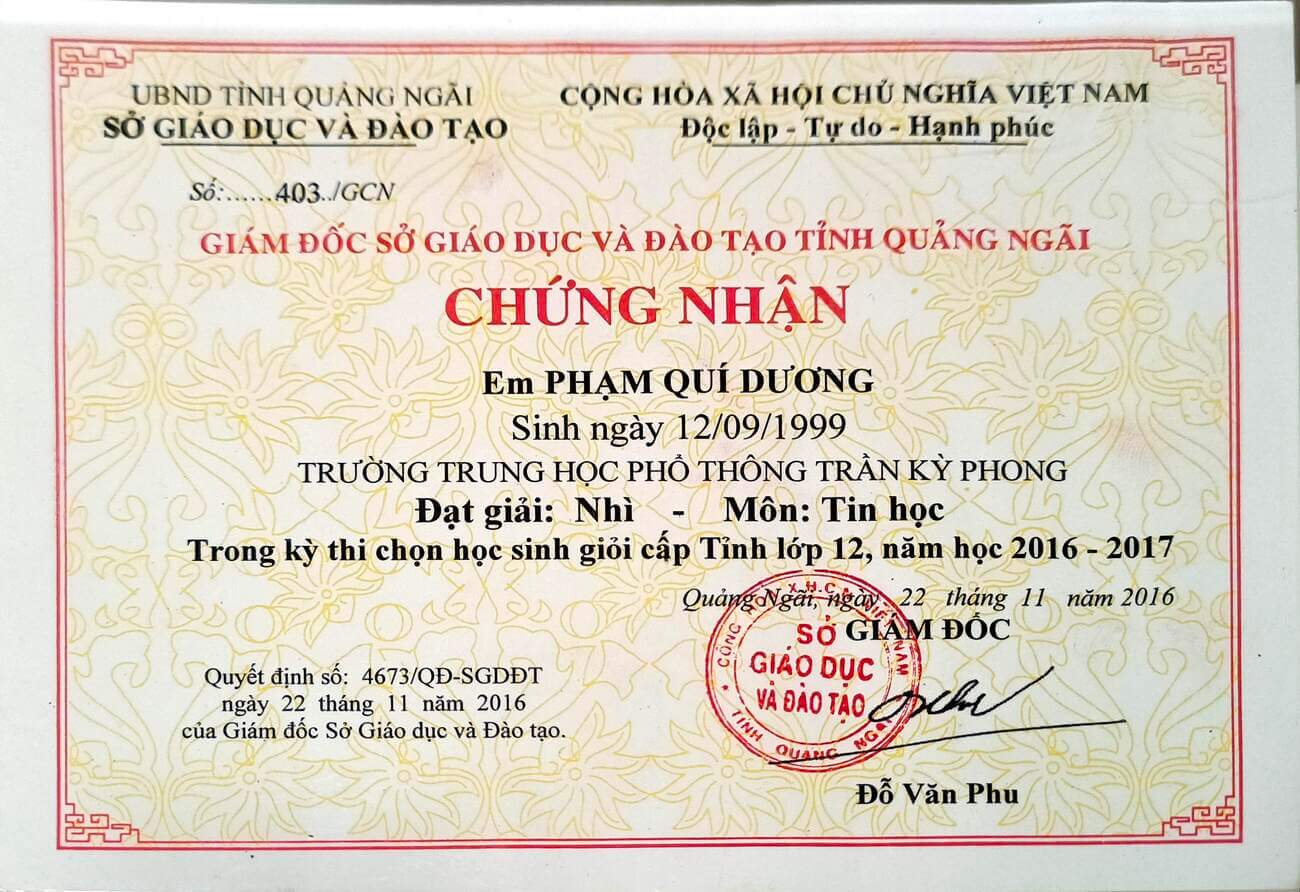 UBND TỈNH QUẢNG NGÃI
SỞ GIÁO DỤC VÀ ĐÀO TẠO
CỘNG HÒA XÃ HỘI CHỦ NGHĨA VIỆT NAM
Độc lập - Tự do - Hạnh phúc
Số:......403../GCN
GIÁM ĐỐC SỞ GIÁO DỤC VÀ ĐÀO TẠO TỈNH QUẢNG NGÃI
CHỨNG NHẬN
Em PHẠM QUÍ DƯƠNG
Sinh ngày 12/09/1999
TRƯỜNG TRUNG HỌC PHỔ THÔNG TRẦN KỲ PHONG
Đạt giải: Nhì - Môn: Tin học
Trong kỳ thi chọn học sinh giỏi cấp Tỉnh lớp 12, năm học 2016 - 2017
Quảng Ngãi, ngày 22 tháng 11 năm 2016
GIÁM ĐỐC
CỘNG HÒA X.H.C.N VIỆT NAM
SỞ
GIÁO DỤC
VÀ ĐÀO TẠO
TỈNH QUẢNG NGÃI
Quyết định số: 4673/QĐ-SGDĐT
ngày 22 tháng 11 năm 2016
của Giám đốc Sở Giáo dục và Đào tạo.
Đỗ Văn Phu